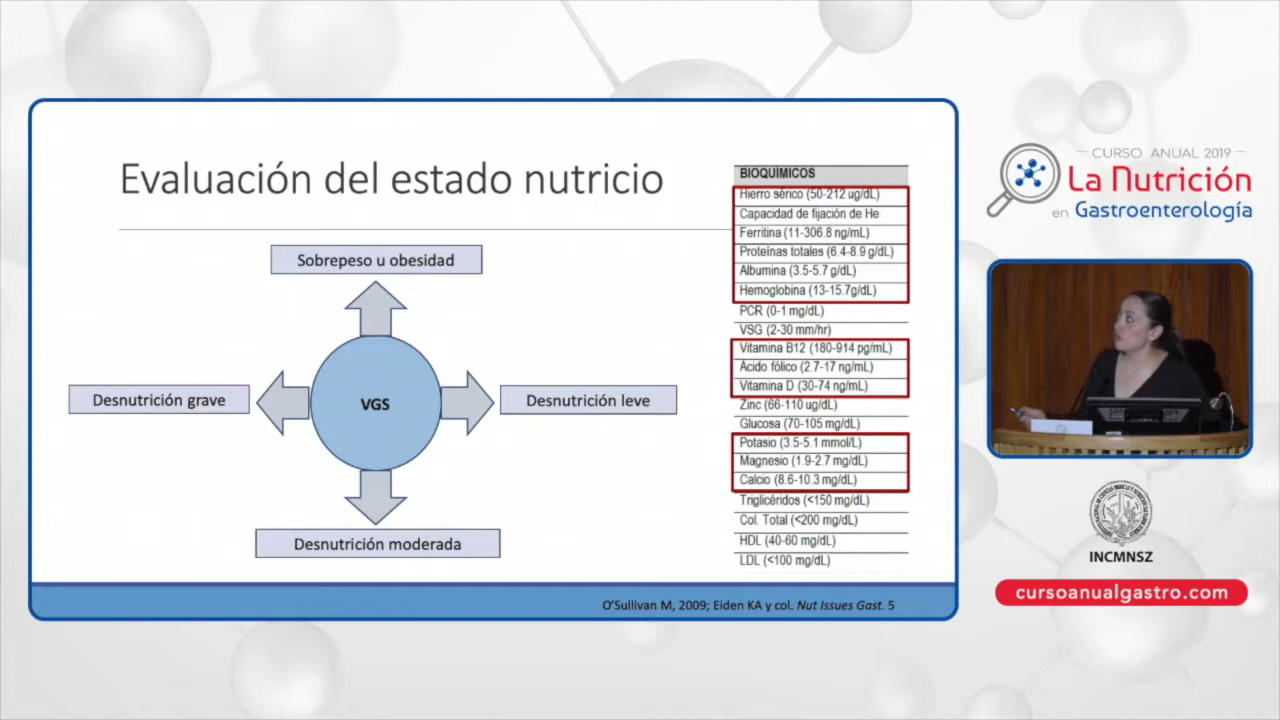 Evaluación del estado nutricio
Sobrepeso u obesidad
Desnutrición grave
VGS
Desnutrición leve
Desnutrición moderada
BIOQUÍMICOS
Hierro sérico (50-212 ug/dL)
Capacidad de fijación de He
Ferritina (11-306.8 ng/mL)
Proteínas totales (6.4-8.9 g/dL)
Albumina (3.5-5.7 g/dL)
Hemoglobina (13-15.7g/dL)
PCR (0-1 mg/dL)
VSG (2-30 mm/hr)
Vitamina B12 (180-914 pg/mL)
Ácido fólico (2.7-17 ng/mL)
Vitamina D (30-74 ng/mL)
Zinc (66-110 ug/dL)
Glucosa (70-105 mg/dL)
Potasio (3.5-5.1 mmol/L)
Magnesio (1.9-2.7 mg/dL)
Calcio (8.6-10.3 mg/dL)
Triglicéridos (<150 mg/dL)
Col. Total (<200 mg/dL)
HDL (40-60 mg/dL)
LDL (<100 mg/dL)
O'Sullivan M, 2009; Eiden KA y col. Nut Issues Gast. 5
CURSO ANUAL 2019
La Nutrición
en Gastroenterología
INCMNSZ
cursoanualgastro.com